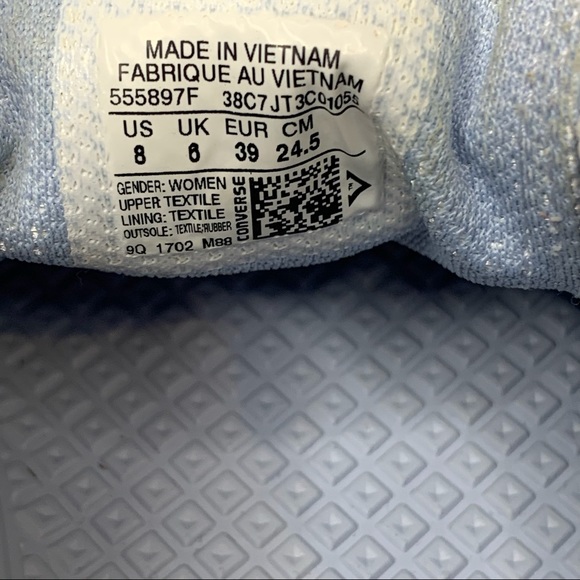 MADE IN VIETNAM
FABRIQUE AU VIETNAM
555897F 38C7JT3C0105S
US UK EUR CM
8 6 39 24.5
GENDER: WOMEN
UPPER TEXTILE
LINING: TEXTILE
OUTSOLE: TEXTILE/RUBBER
9Q 1702 M88
CONVERSE